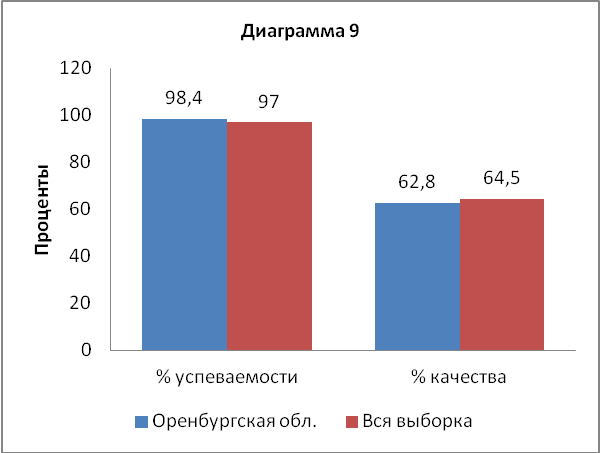 Диаграмма 9
Проценты
120
100
80
60
40
20
0
98,4
97
62,8
64,5
% успеваемости
% качества
Оренбургская обл.
Вся выборка